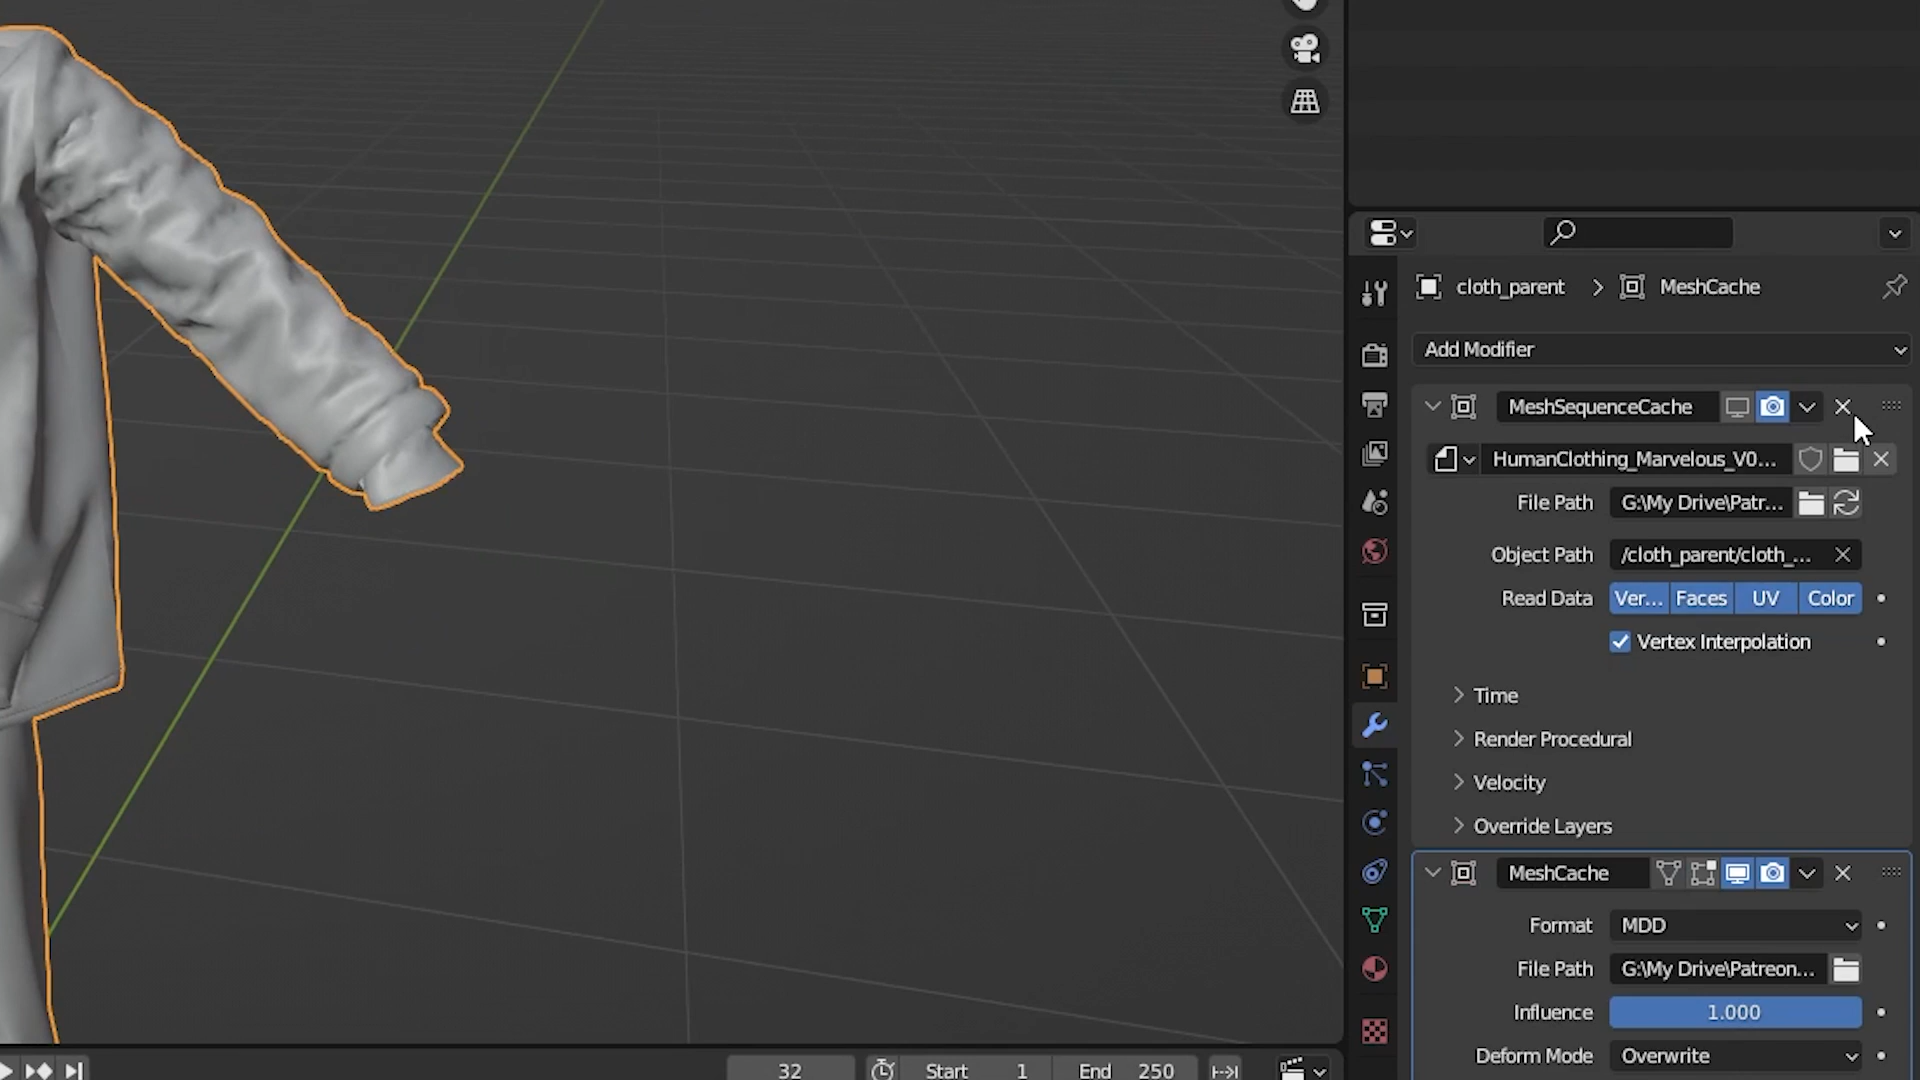 cloth_parent > MeshCache
Add Modifier
MeshSequenceCache
HumanClothing_Marvelous_V0...
File Path G:\My Drive\Patr...
Object Path /cloth_parent/cloth_...
Read Data Ver... Faces UV Color
Vertex Interpolation
Time
Render Procedural
Velocity
Override Layers
MeshCache
Format MDD
File Path G:\My Drive\Patreon...
Influence 1.000
Deform Mode Overwrite
32 Start 1 End 250